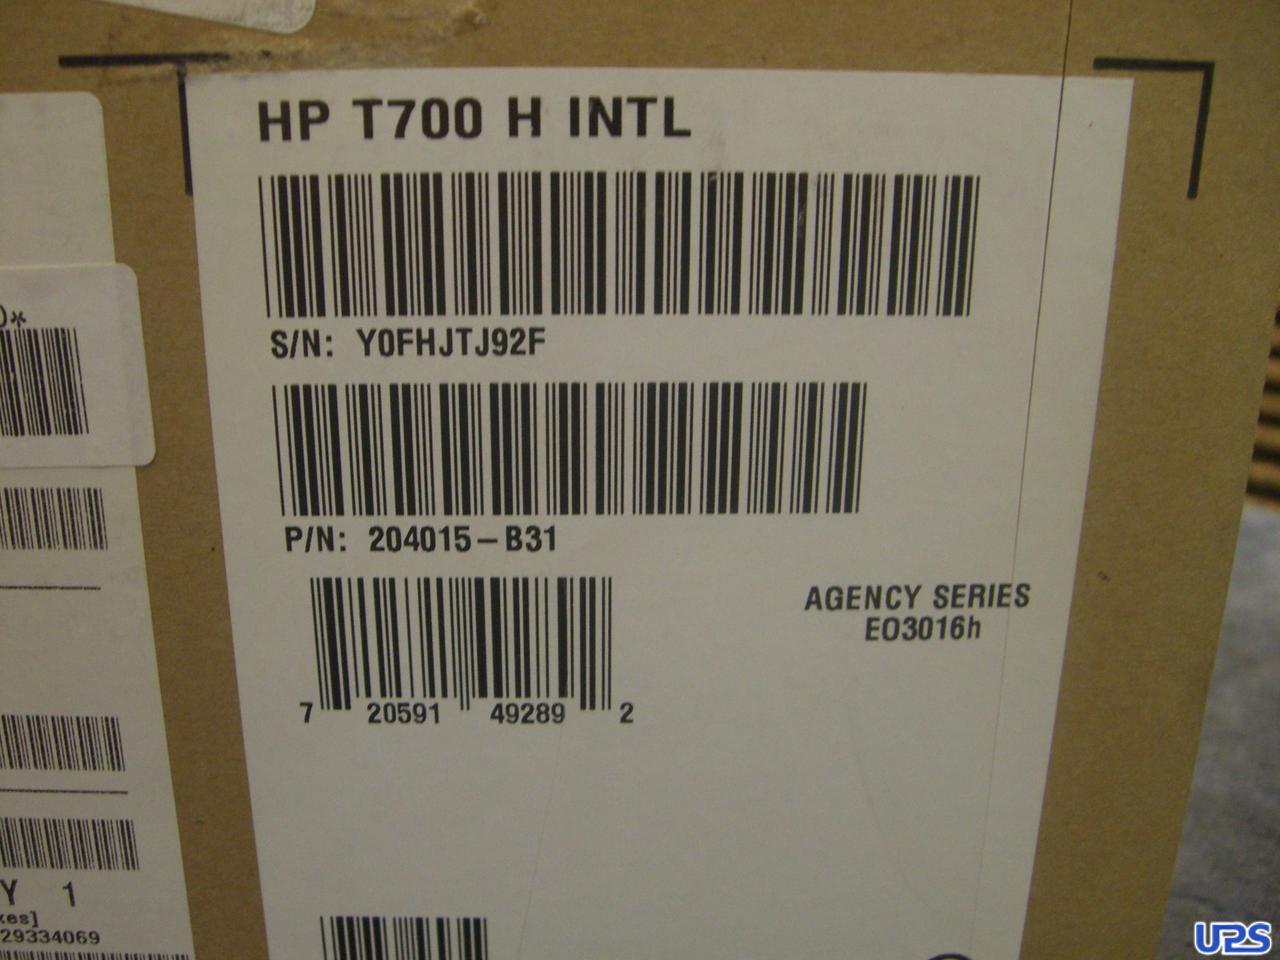 HP T700 H INTL
S/N: Y0FHJTJ92F
P/N: 204015-B31
AGENCY SERIES
EO3016h
7 20591 49289 2
Y 1
29334069
UPS